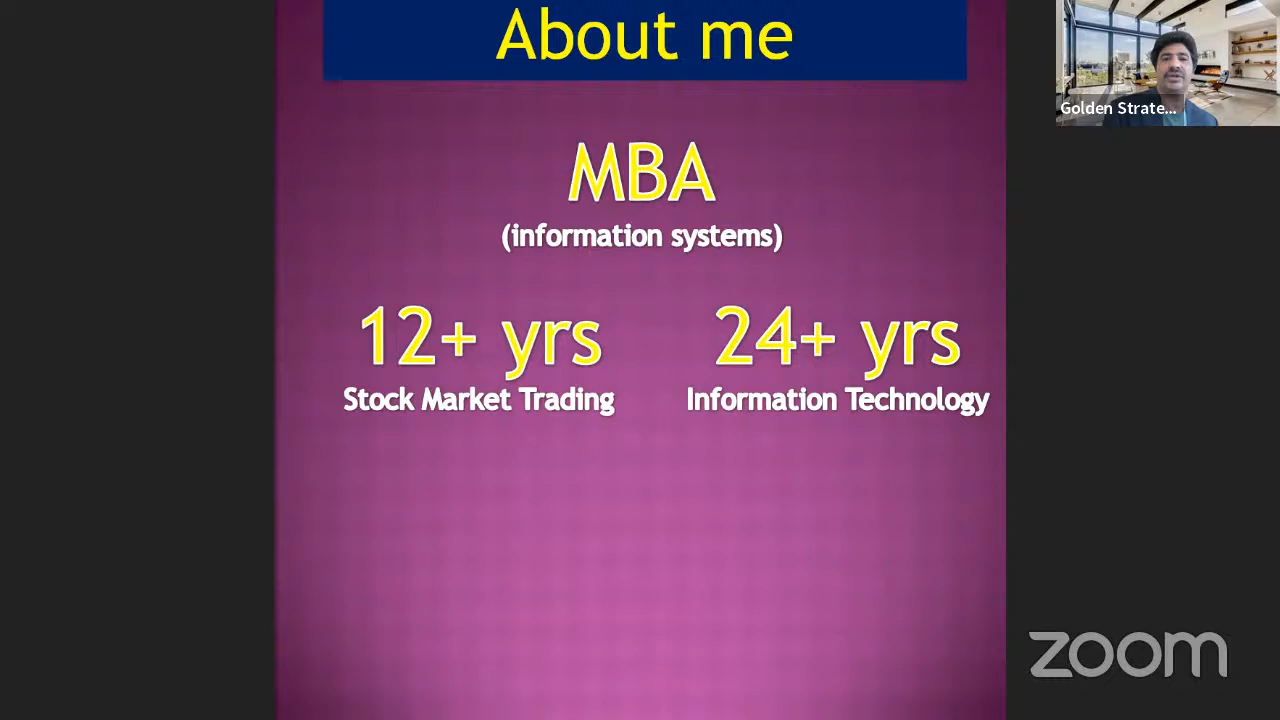 About me
Golden Strate...
MBA
(information systems)
12+ yrs
24+ yrs
Stock Market Trading
Information Technology
zoom